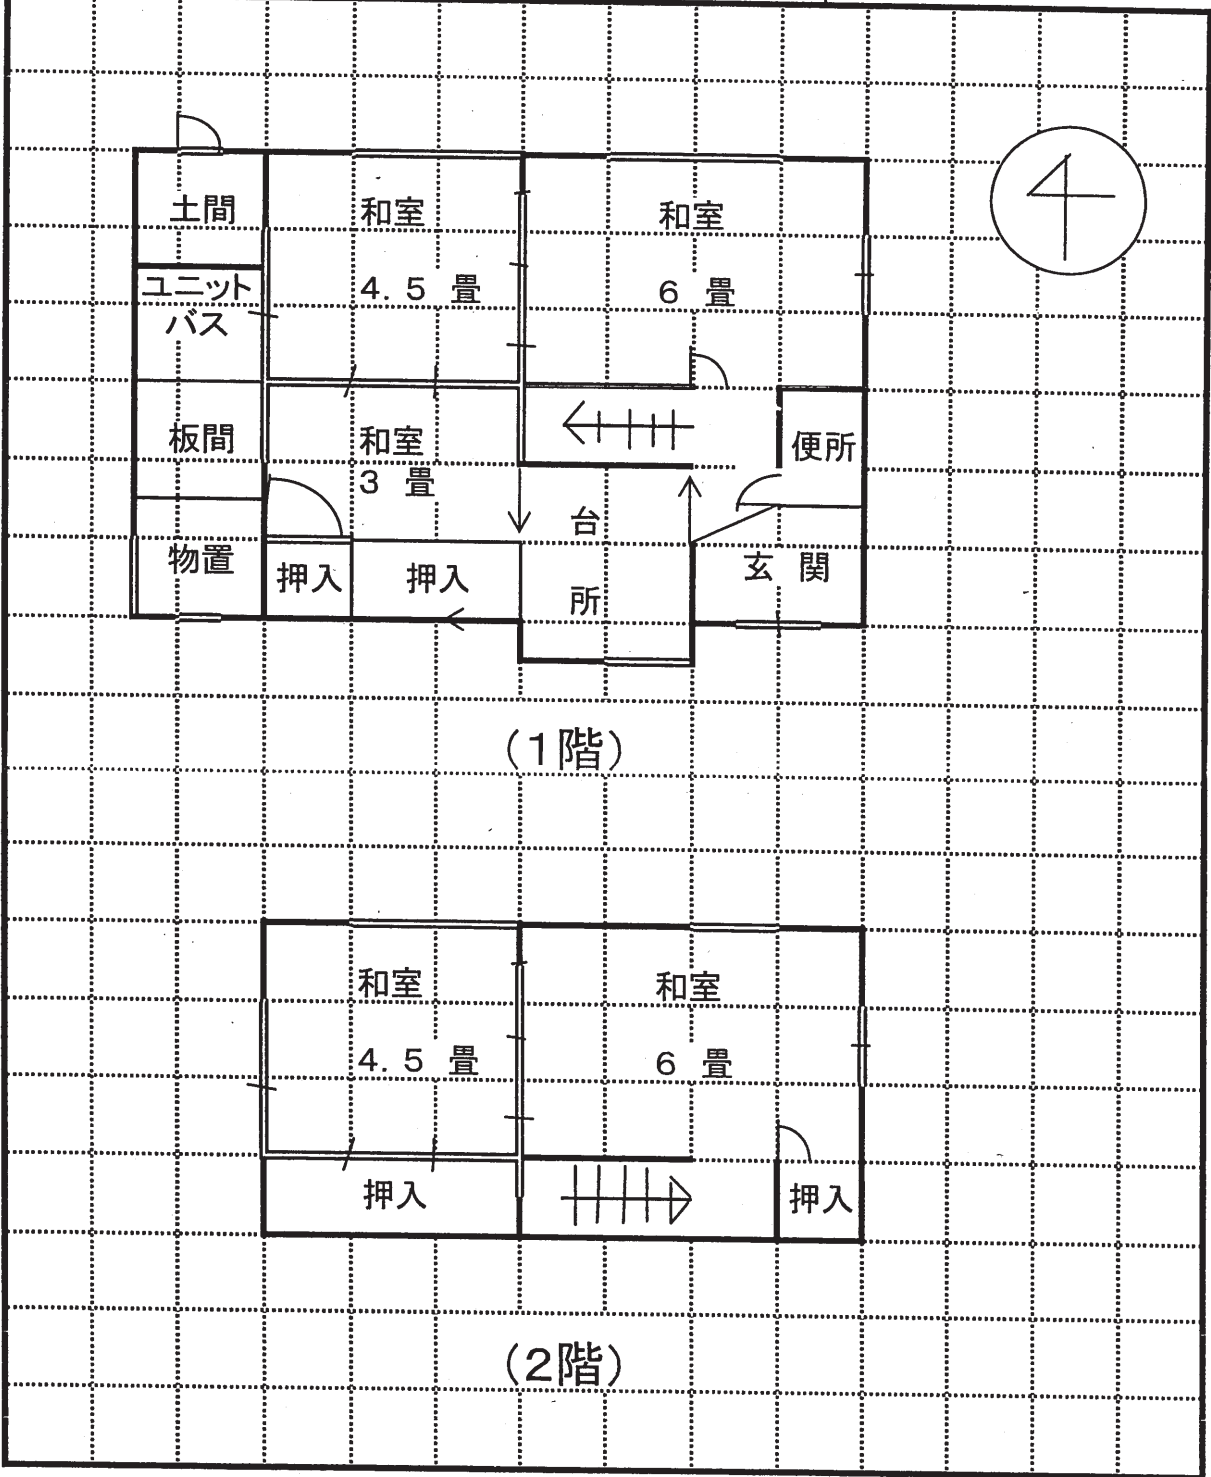 土間
和室
4.5 畳
和室
6 畳
ユニット
バス
板間
和室
3 畳
便所
物置
押入
押入
台
所
玄 関
(1階)
和室
4.5 畳
和室
6 畳
押入
押入
(2階)